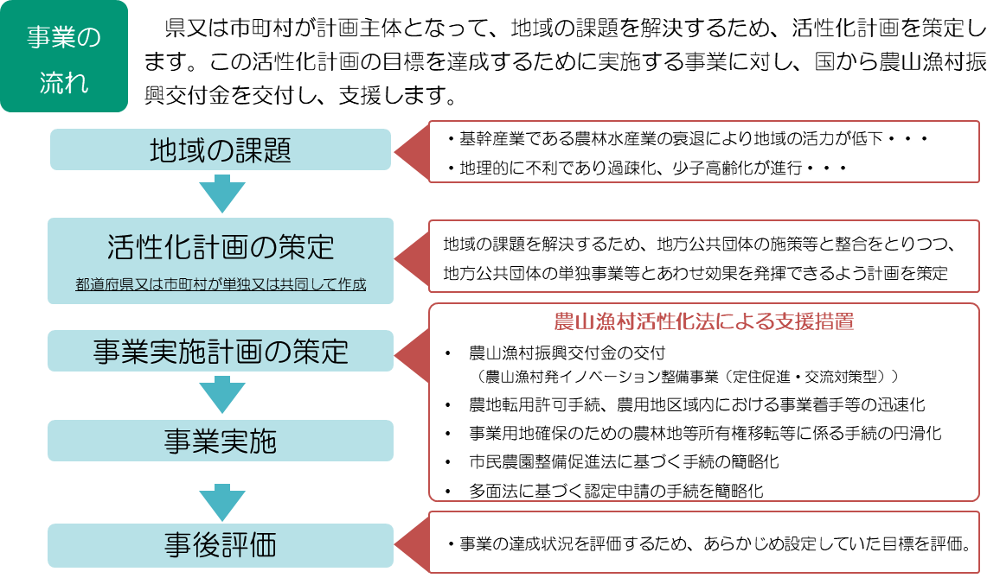 事業の
流れ
県又は市町村が計画主体となって、地域の課題を解決するため、活性化計画を策定し
ます。この活性化計画の目標を達成するために実施する事業に対し、国から農山漁村振
興交付金を交付し、支援します。
地域の課題
・基幹産業である農林水産業の衰退により地域の活力が低下・・・
・地理的に不利であり過疎化、少子高齢化が進行・・・
活性化計画の策定
都道府県又は市町村が単独又は共同して作成
地域の課題を解決するため、地方公共団体の施策等と整合をとりつつ、
地方公共団体の単独事業等とあわせ効果を発揮できるよう計画を策定
事業実施計画の策定
農山漁村活性化法による支援措置
• 農山漁村振興交付金の交付
（農山漁村発イノベーション整備事業（定住促進・交流対策型））
• 農地転用許可手続、農用地区域内における事業着手等の迅速化
• 事業用地確保のための農林地等所有権移転等に係る手続の円滑化
• 市民農園整備促進法に基づく手続の簡略化
• 多面法に基づく認定申請の手続を簡略化
事業実施
事後評価
・事業の達成状況を評価するため、あらかじめ設定していた目標を評価。